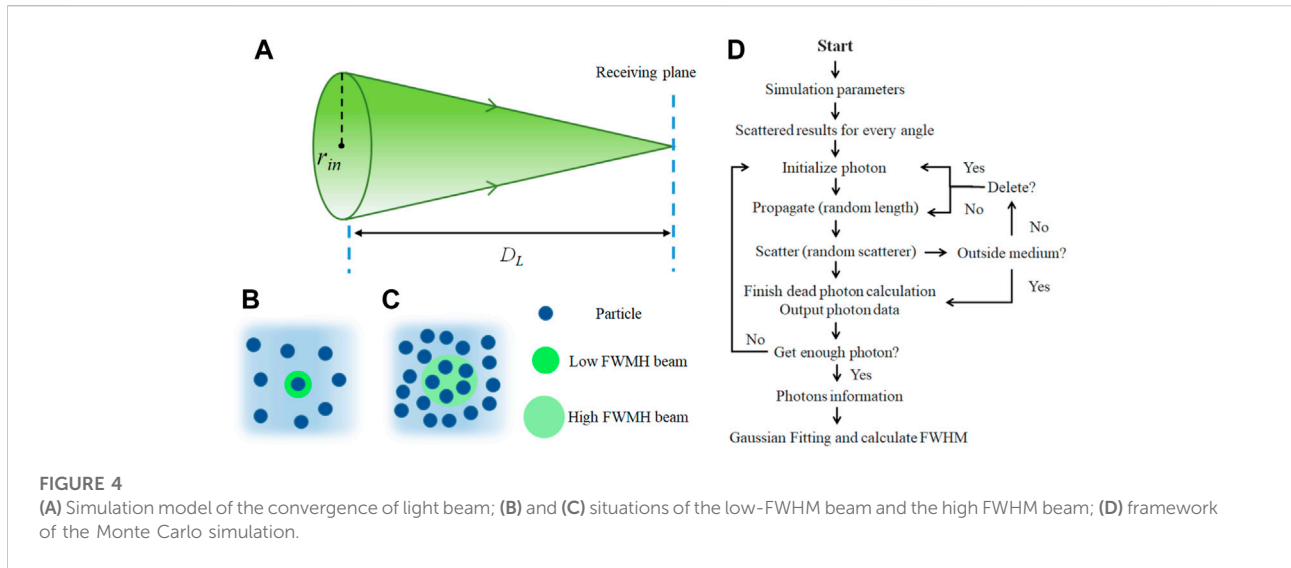 A
Receiving plane
r_in
D_L
B
C
Particle
Low FWMH beam
High FWMH beam
D
Start
Simulation parameters
Scattered results for every angle
Initialize photon
Yes
Delete?
Propagate (random length)
No
No
Scatter (random scatterer)
Outside medium?
Yes
Finish dead photon calculation
Output photon data
No
Get enough photon?
Yes
Photons information
Gaussian Fitting and calculate FWHM
FIGURE 4
(A) Simulation model of the convergence of light beam; (B) and (C) situations of the low-FWHM beam and the high FWHM beam; (D) framework
of the Monte Carlo simulation.